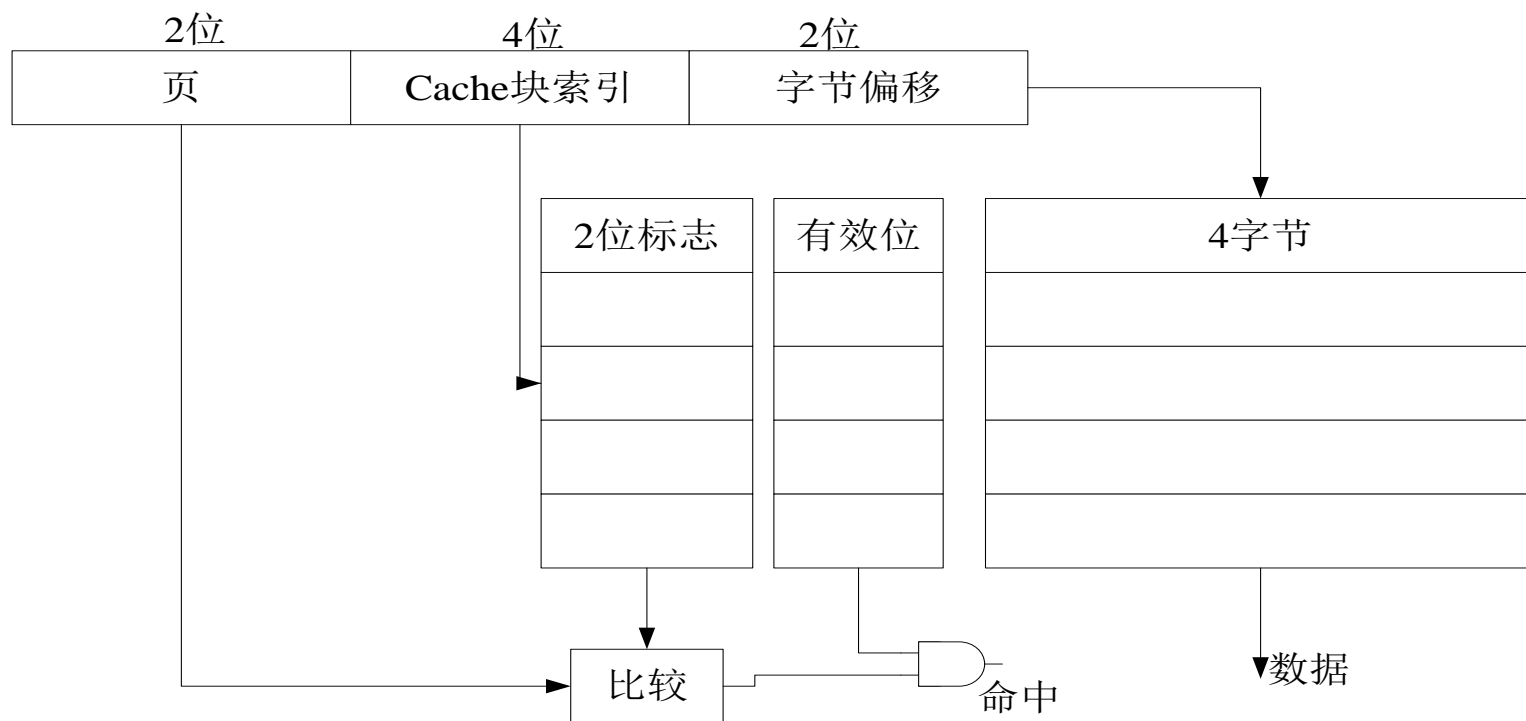 2位 4位 2位
页 Cache块索引 字节偏移
2位标志 有效位 4字节
比较
命中
数据